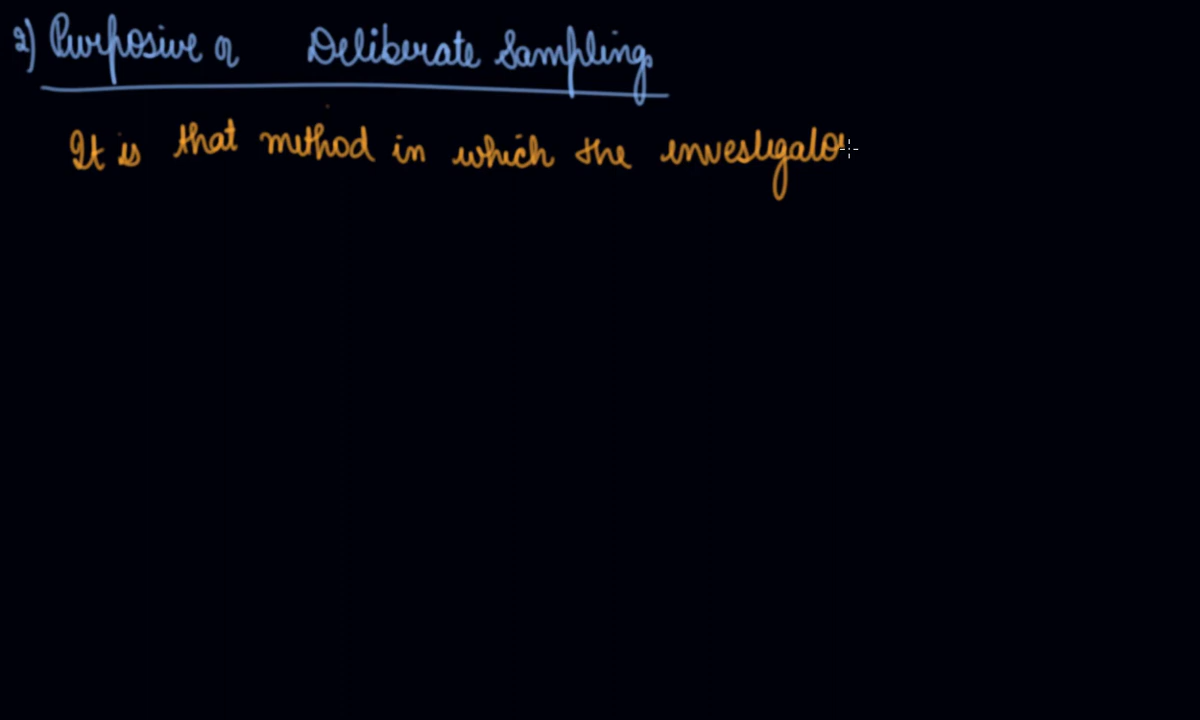 2) Purposive or Deliberate Sampling
It is that method in which the investigator